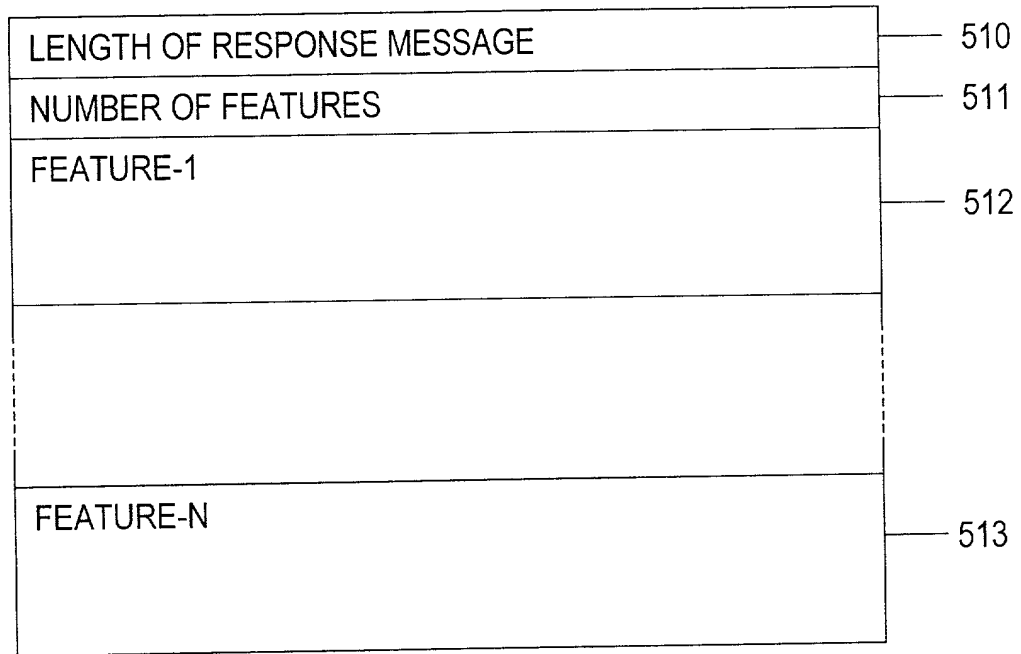 LENGTH OF RESPONSE MESSAGE 510
NUMBER OF FEATURES 511
FEATURE-1 512
FEATURE-N 513